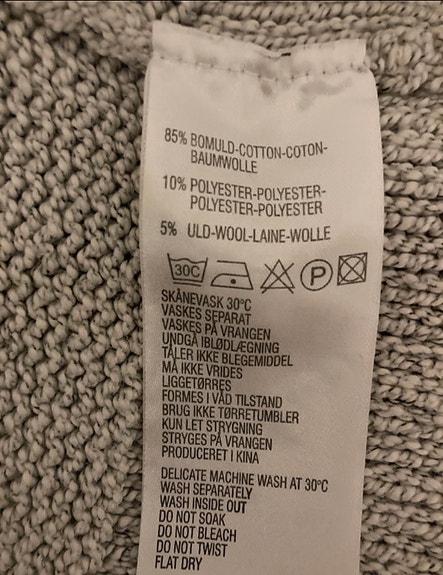 85% BOMULD-COTTON-COTON-
BAUMWOLLE
10% POLYESTER-POLYESTER-
POLYESTER-POLYESTER
5% ULD-WOOL-LAINE-WOLLE
30C P
SKÅNEVASK 30°C
VASKES SEPARAT
VASKES PÅ VRANGEN
UNDGÅ IBLØDLÆGNING
TÅLER IKKE BLEGEMIDDEL
MÅ IKKE VRIDES
LIGGETØRRES
FORMES I VÅD TILSTAND
BRUG IKKE TØRRETUMBLER
KUN LET STRYGNING
STRYGES PÅ VRANGEN
PRODUCERET I KINA
DELICATE MACHINE WASH AT 30°C
WASH SEPARATELY
WASH INSIDE OUT
DO NOT SOAK
DO NOT BLEACH
DO NOT TWIST
FLAT DRY